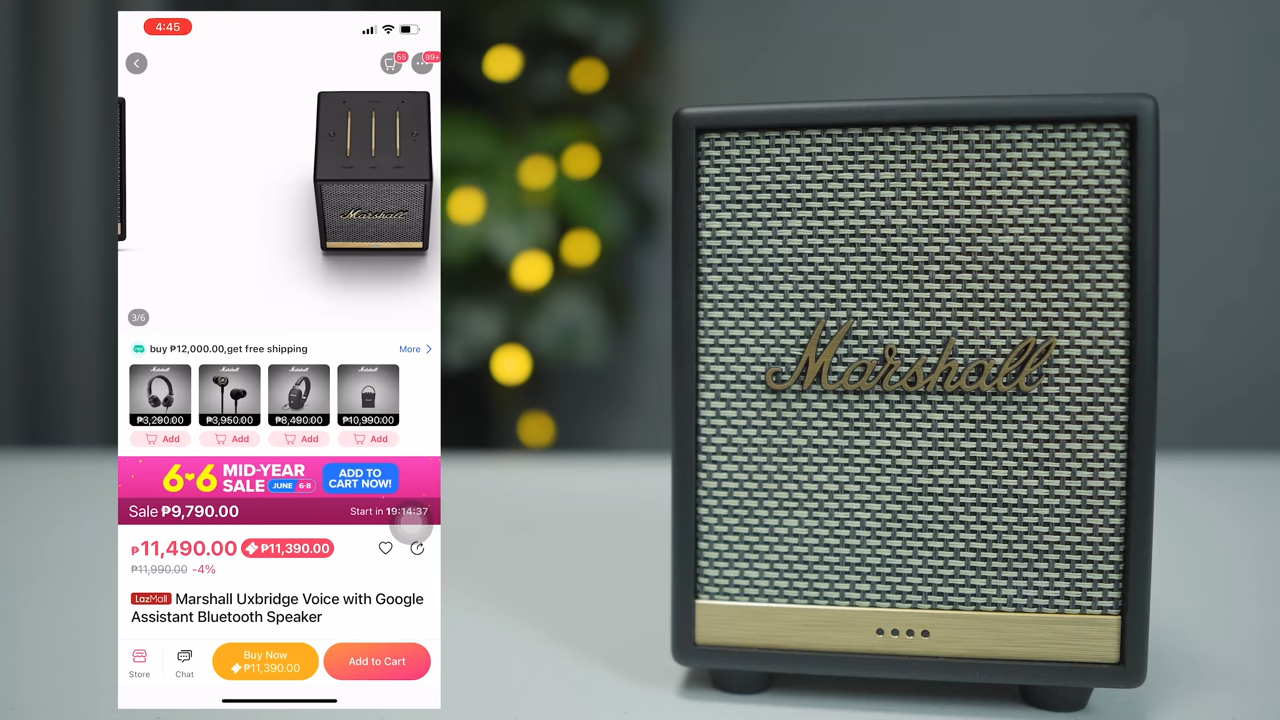 4:45
55
99+
Marshall
3/6
buy ₱12,000.00,get free shipping
More >
Marshall
Marshall
Marshall
Marshall
₱3,290.00
₱3,950.00
₱8,490.00
₱10,990.00
Add
Add
Add
Add
6.6 MID-YEAR SALE JUNE 6-8
ADD TO CART NOW!
Sale ₱9,790.00
Start in 19:14:37
₱11,490.00
₱11,390.00
₱11,990.00 -4%
LazMall Marshall Uxbridge Voice with Google
Assistant Bluetooth Speaker
Store
Chat
Buy Now
₱11,390.00
Add to Cart
Marshall